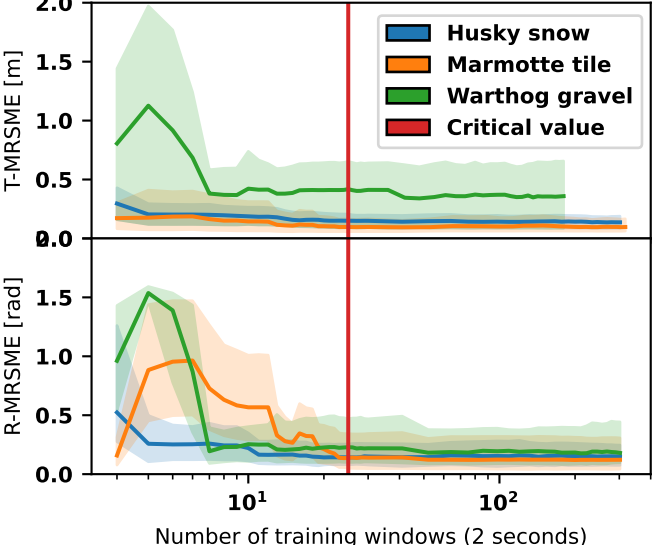 2.0
T-MRSME [m]
1.5
1.0
0.5
0.0
Husky snow
Marmotte tile
Warthog gravel
Critical value
2.0
R-MRSME [rad]
1.5
1.0
0.5
0.0
10¹
10²
Number of training windows (2 seconds)